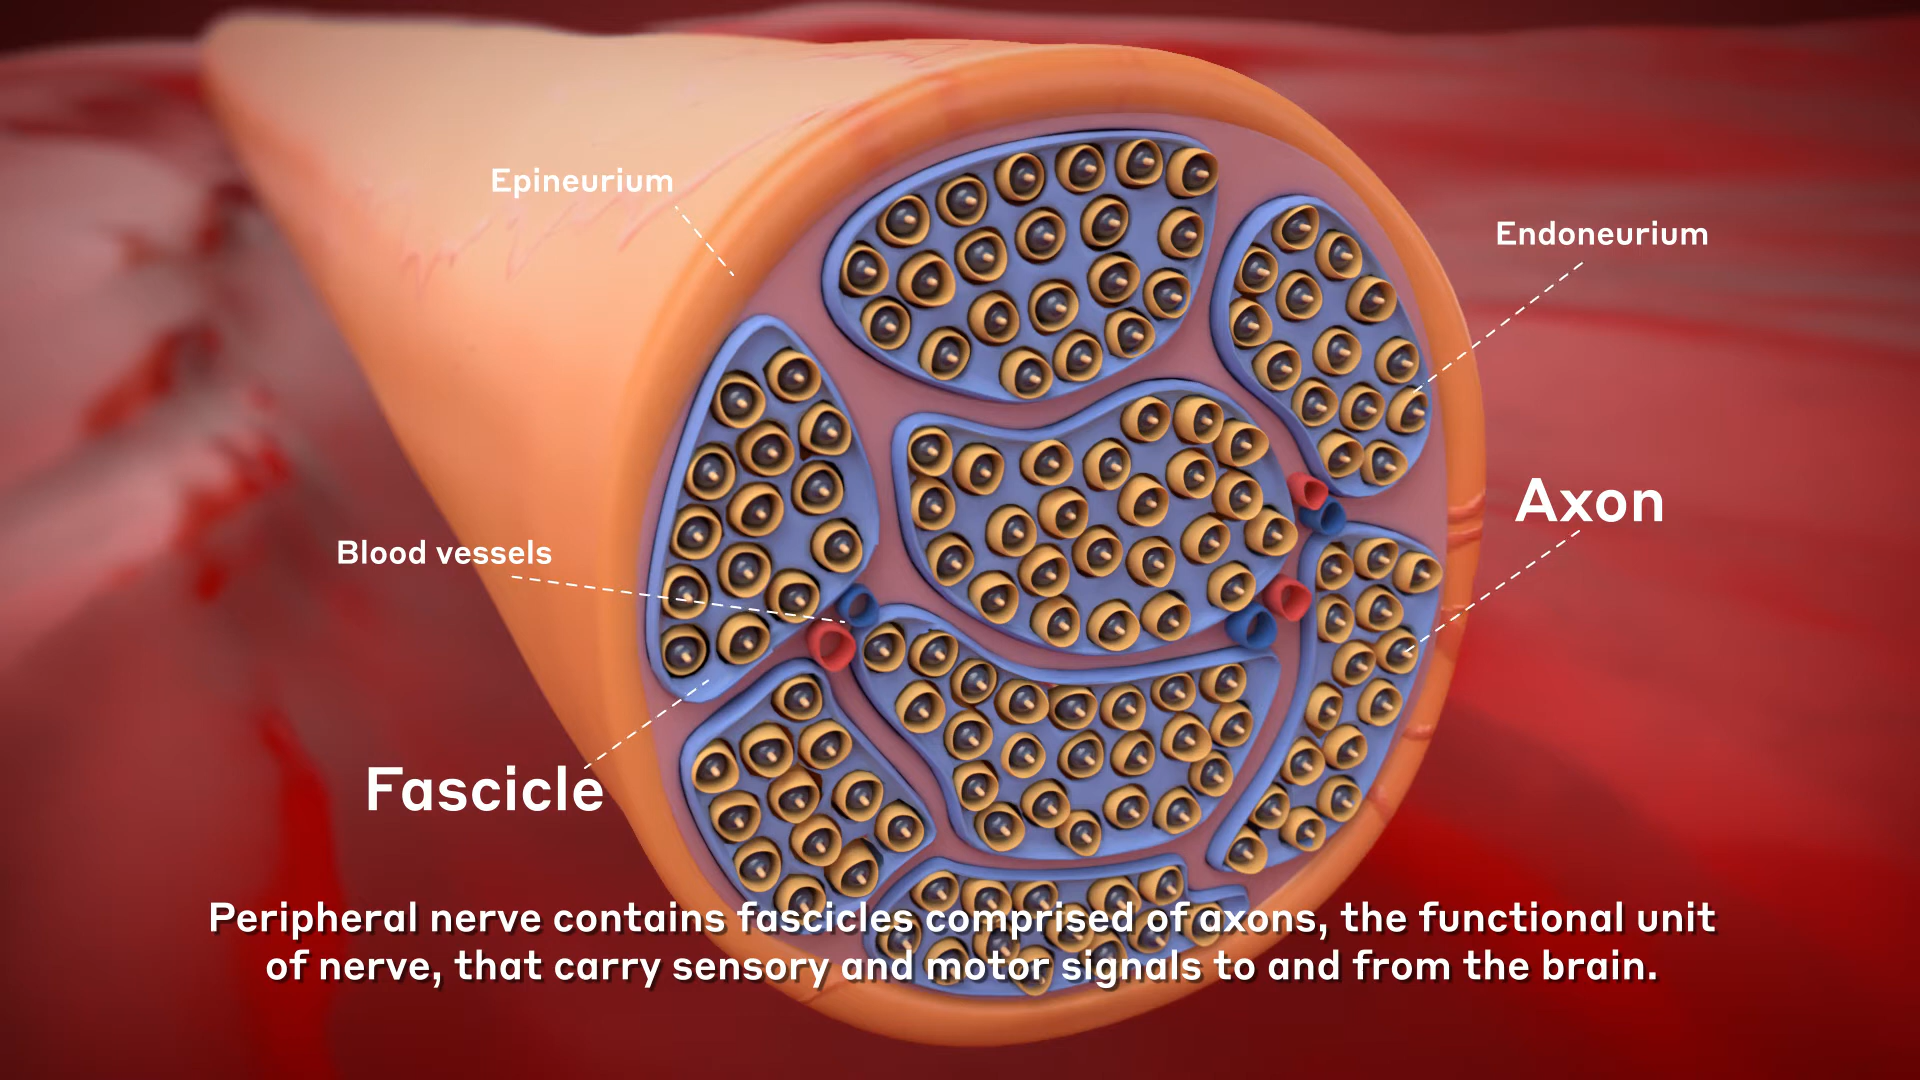 Epineurium
Endoneurium
Axon
Blood vessels
Fascicle
Peripheral nerve contains fascicles comprised of axons, the functional unit
of nerve, that carry sensory and motor signals to and from the brain.